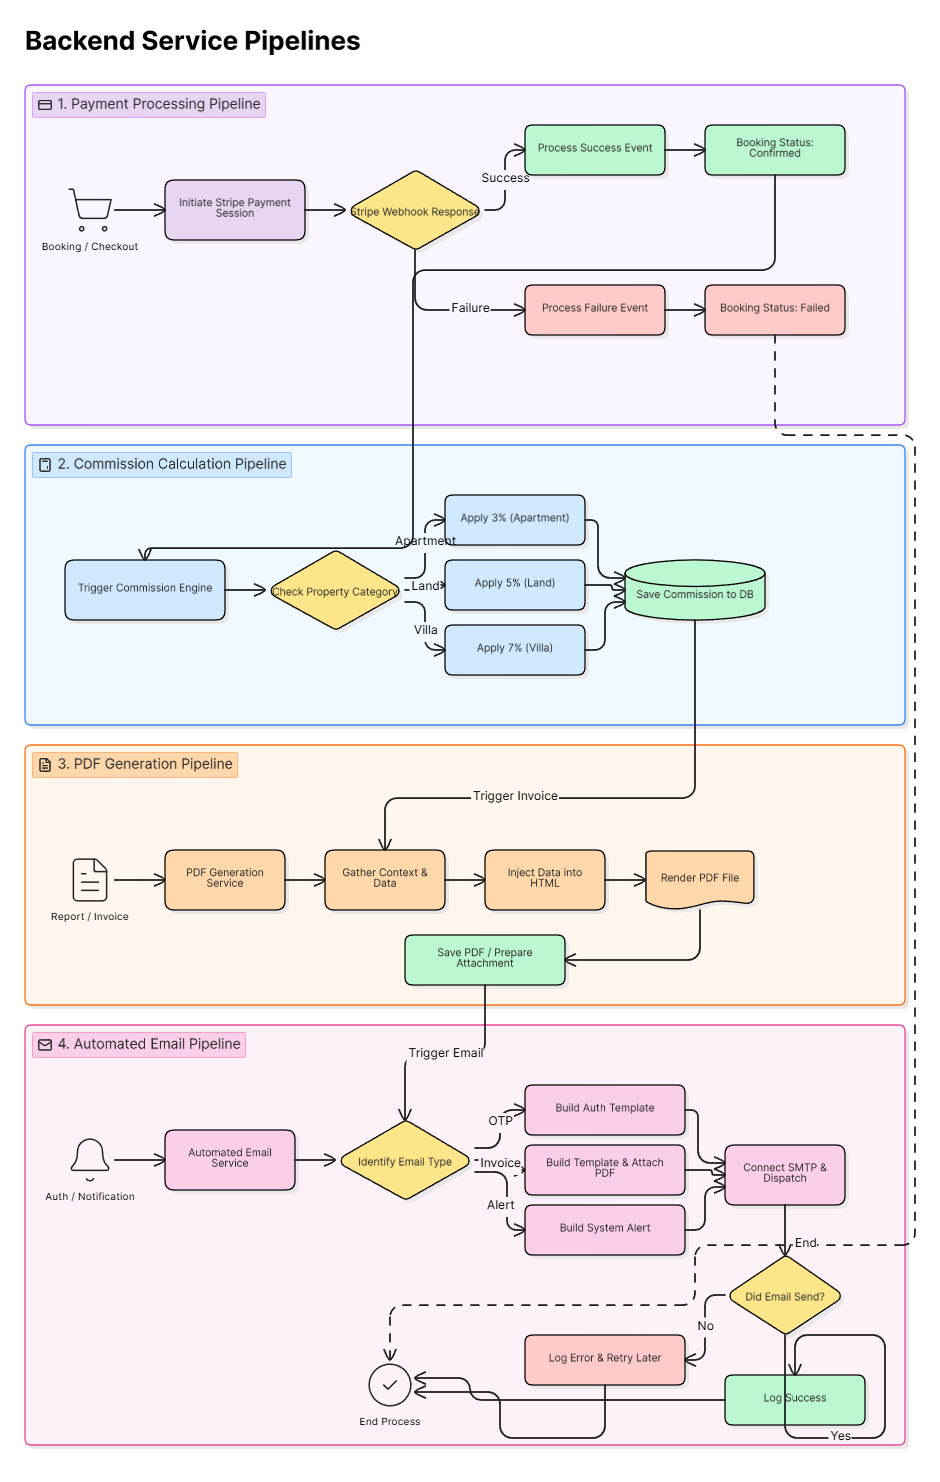 Backend Service Pipelines
1. Payment Processing Pipeline
Process Success Event
Booking Status:
Confirmed
Success
Initiate Stripe Payment
Session
Stripe Webhook Response
Booking / Checkout
Failure
Process Failure Event
Booking Status: Failed
2. Commission Calculation Pipeline
Apply 3% (Apartment)
Apartment
Trigger Commission Engine
Check Property Category
Land
Apply 5% (Land)
Save Commission to DB
Villa
Apply 7% (Villa)
3. PDF Generation Pipeline
Trigger Invoice
PDF Generation
Service
Gather Context &
Data
Inject Data into
HTML
Render PDF File
Report / Invoice
Save PDF / Prepare
Attachment
4. Automated Email Pipeline
Trigger Email
Build Auth Template
OTP
Automated Email
Service
Identify Email Type
Invoice
Build Template & Attach
PDF
Connect SMTP &
Dispatch
Auth / Notification
Alert
Build System Alert
End
Did Email Send?
No
Log Error & Retry Later
Log Success
End Process
Yes